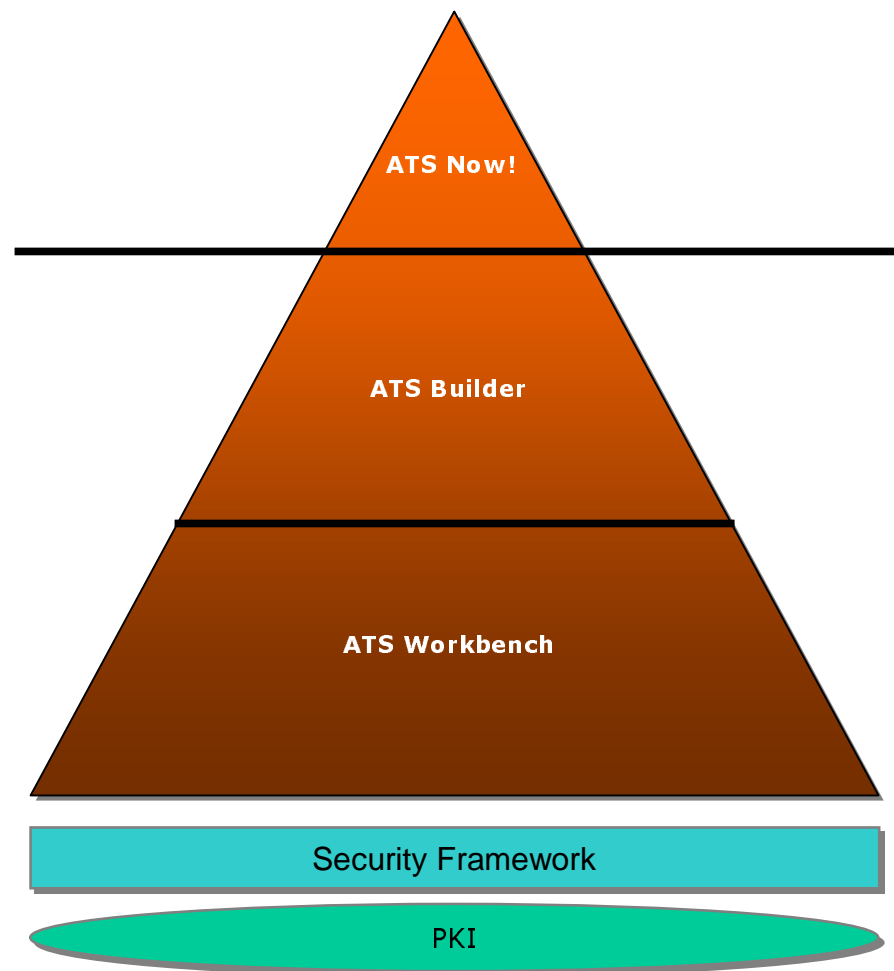 ATS Now!
ATS Builder
ATS Workbench
Security Framework
PKI